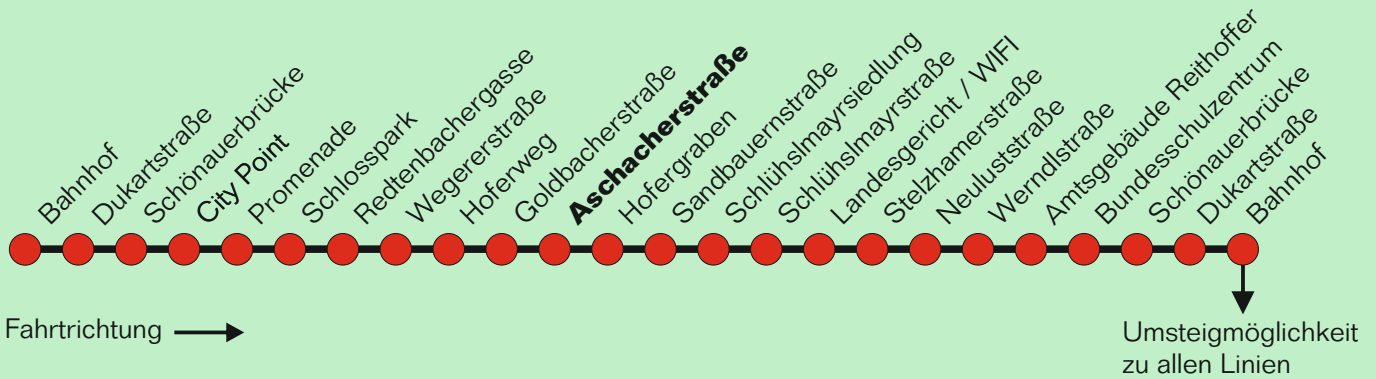 Bahnhof
Dukartstraße
Schönauerbrücke
City Point
Promenade
Schlosspark
Redtenbachergasse
Wegererstraße
Hoferweg
Goldbacherstraße
Aschacherstraße
Hofergraben
Sandbauernstraße
Schlühslmayrsiedlung
Schlühslmayrstraße
Landesgericht / WIFI
Stelzhamerstraße
Neuluststraße
Werndlstraße
Amtsgebäude Reithoffer
Bundesschulzentrum
Schönauerbrücke
Dukartstraße
Bahnhof
Fahrtrichtung
Umsteigmöglichkeit
zu allen Linien